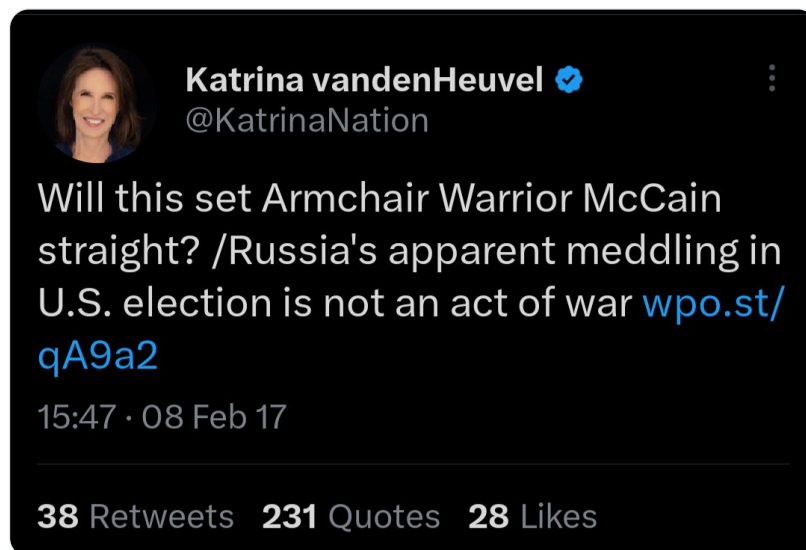 Katrina vandenHeuvel
@KatrinaNation
Will this set Armchair Warrior McCain
straight? /Russia's apparent meddling in
U.S. election is not an act of war wpo.st/
qA9a2
15:47 · 08 Feb 17
38 Retweets 231 Quotes 28 Likes